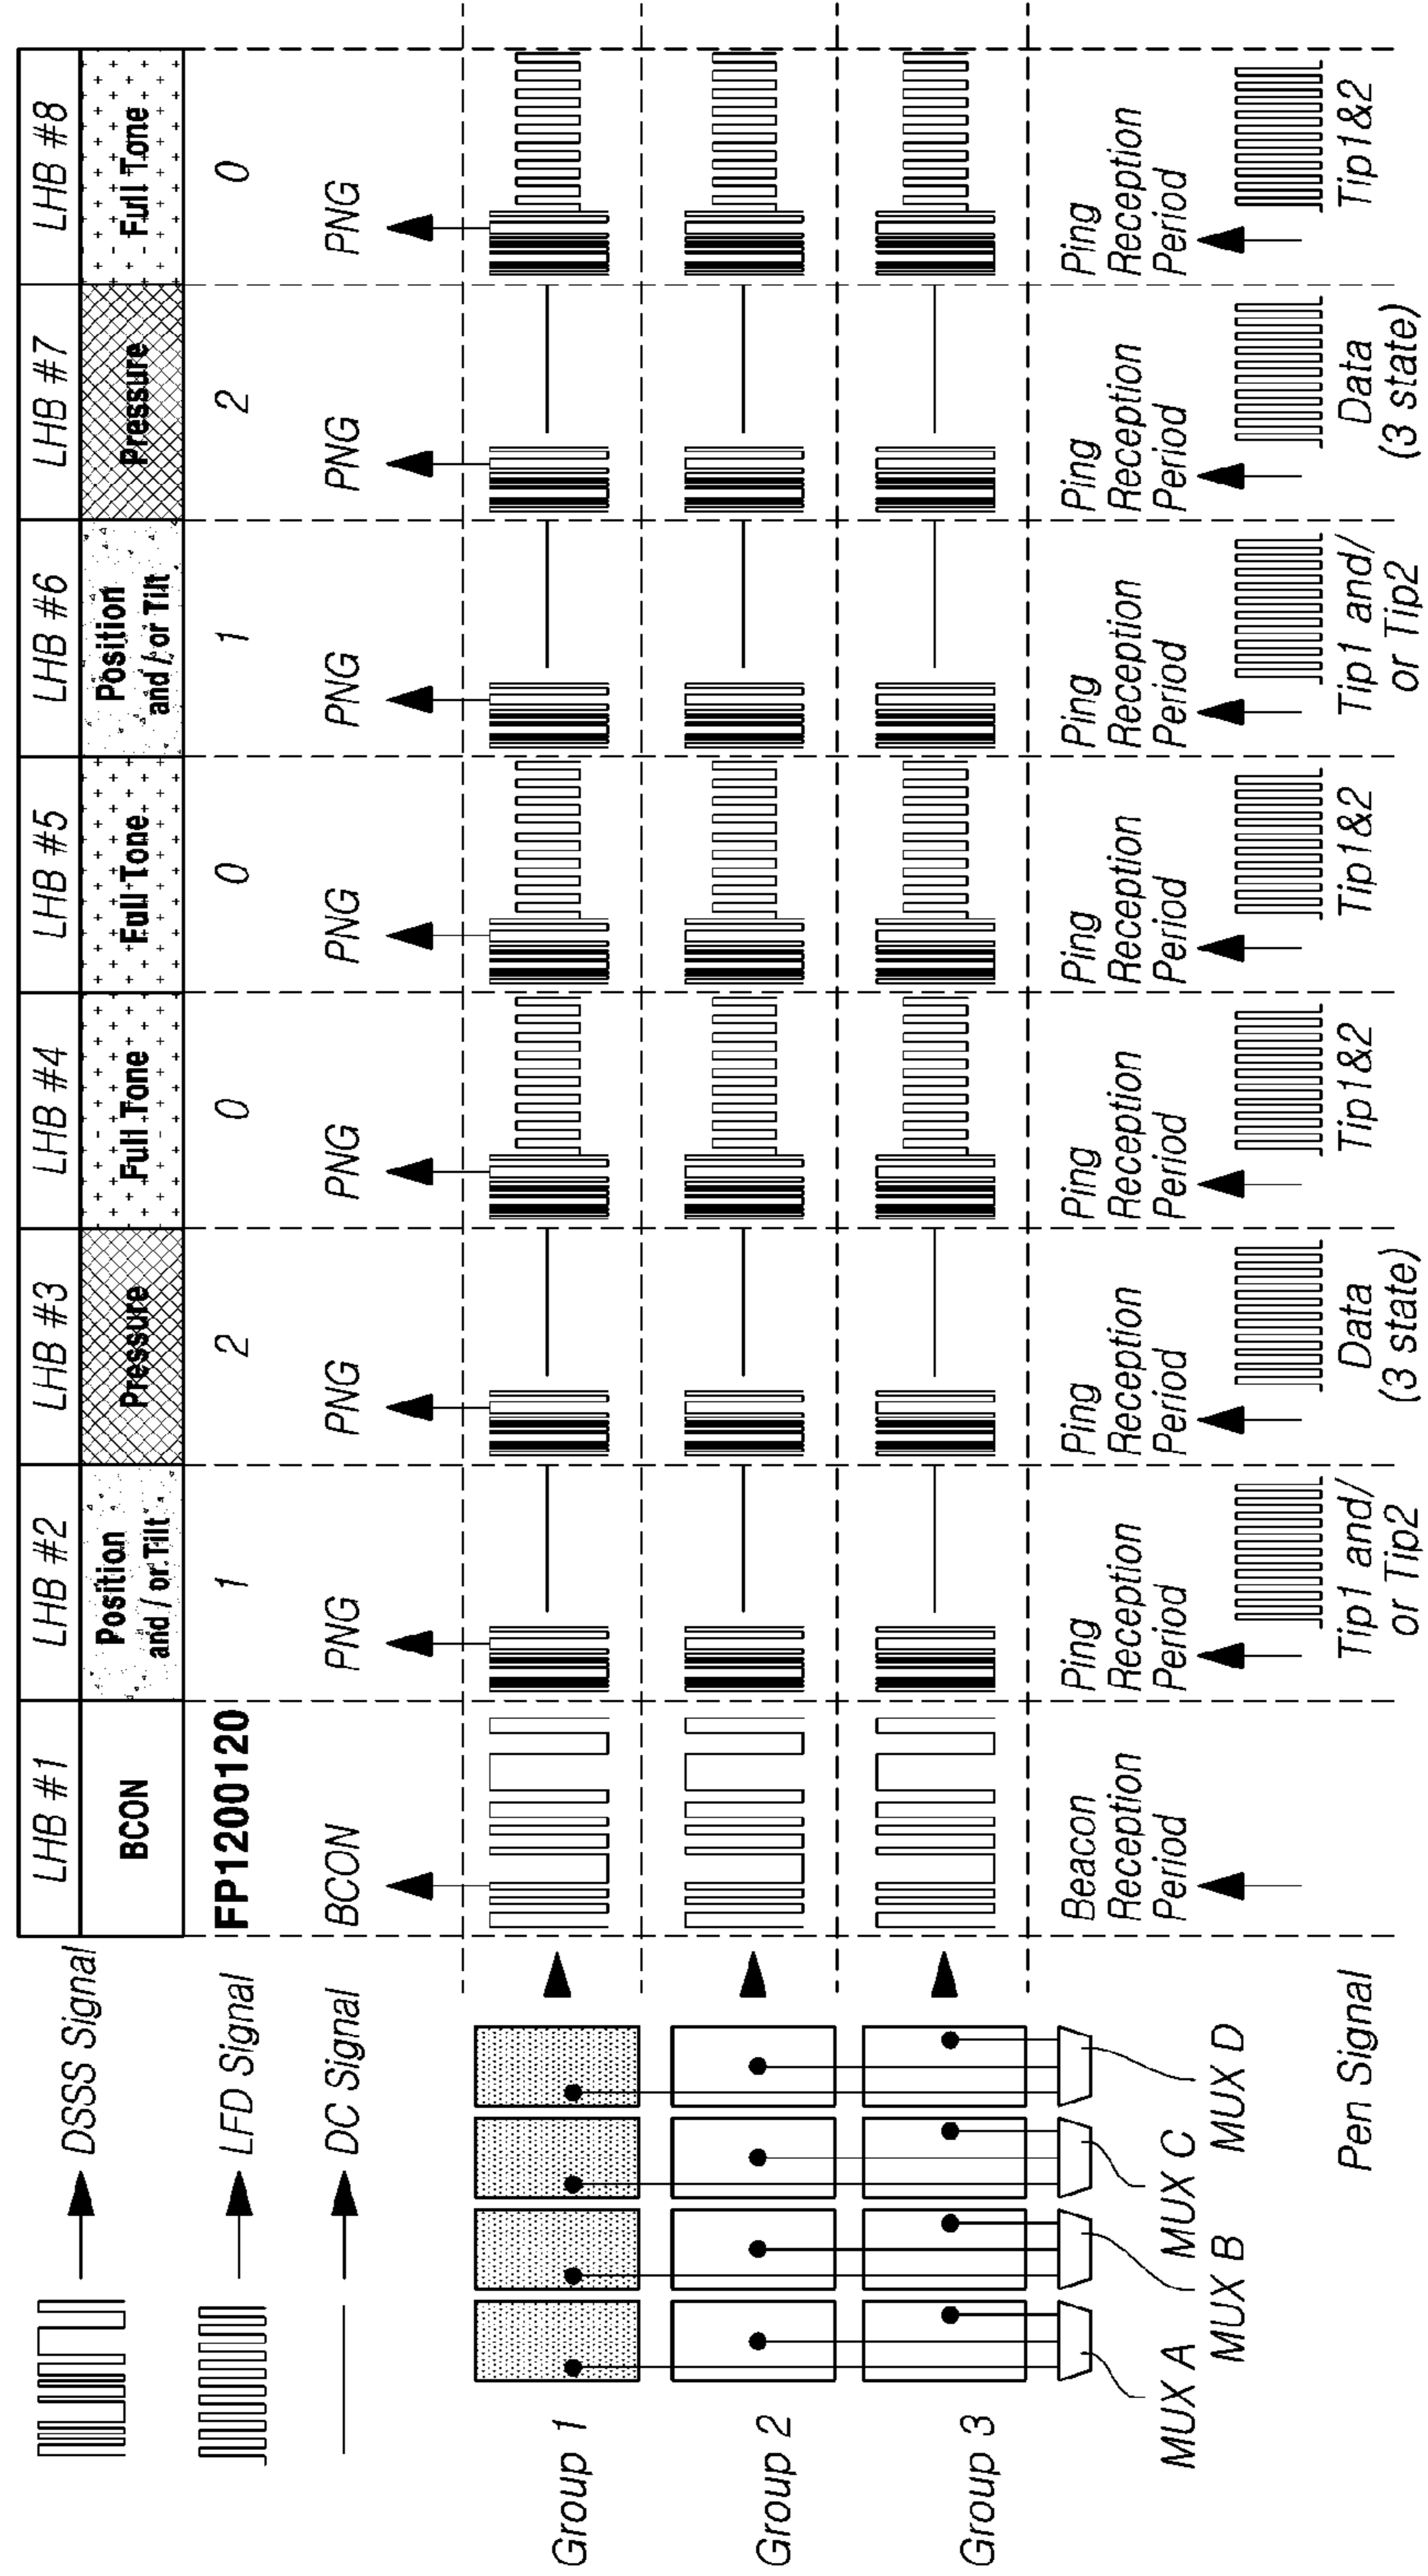 DSSS Signal
LFD Signal
DC Signal
LHB #1
LHB #2
LHB #3
LHB #4
LHB #5
LHB #6
LHB #7
LHB #8
BCON
Position
and / or Tilt
Pressure
Full Tone
Full Tone
Position
and / or Tilt
Pressure
Full Tone
FP1200120
1
2
0
0
1
2
0
BCON
PNG
PNG
PNG
PNG
PNG
PNG
PNG
Group 1
Group 2
Group 3
MUX A
MUX B
MUX C
MUX D
Beacon
Reception
Period
Ping
Reception
Period
Ping
Reception
Period
Ping
Reception
Period
Ping
Reception
Period
Ping
Reception
Period
Ping
Reception
Period
Ping
Reception
Period
Pen Signal
Tip1 and/
or Tip2
Data
(3 state)
Tip1&2
Tip1&2
Tip1 and/
or Tip2
Data
(3 state)
Tip1&2